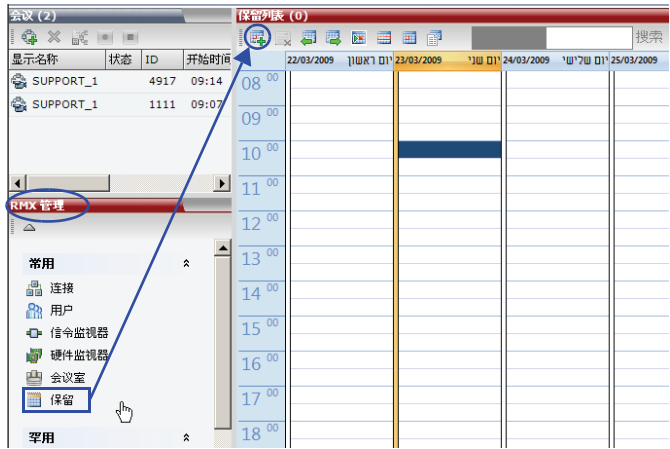 会议 (2)
显示名称 状态 ID 开始时间
SUPPORT_1 4917 09:14
SUPPORT_1 1111 09:07
RMX 管理
常用
连接
用户
信令监视器
硬件监视器
会议室
保留
罕用
保留列表 (0)
搜索
22/03/2009 יום ראשון 23/03/2009 יום שני 24/03/2009 יום שלישי 25/03/2009
08 00
09 00
10 00
11 00
12 00
13 00
14 00
15 00
16 00
17 00
18 00